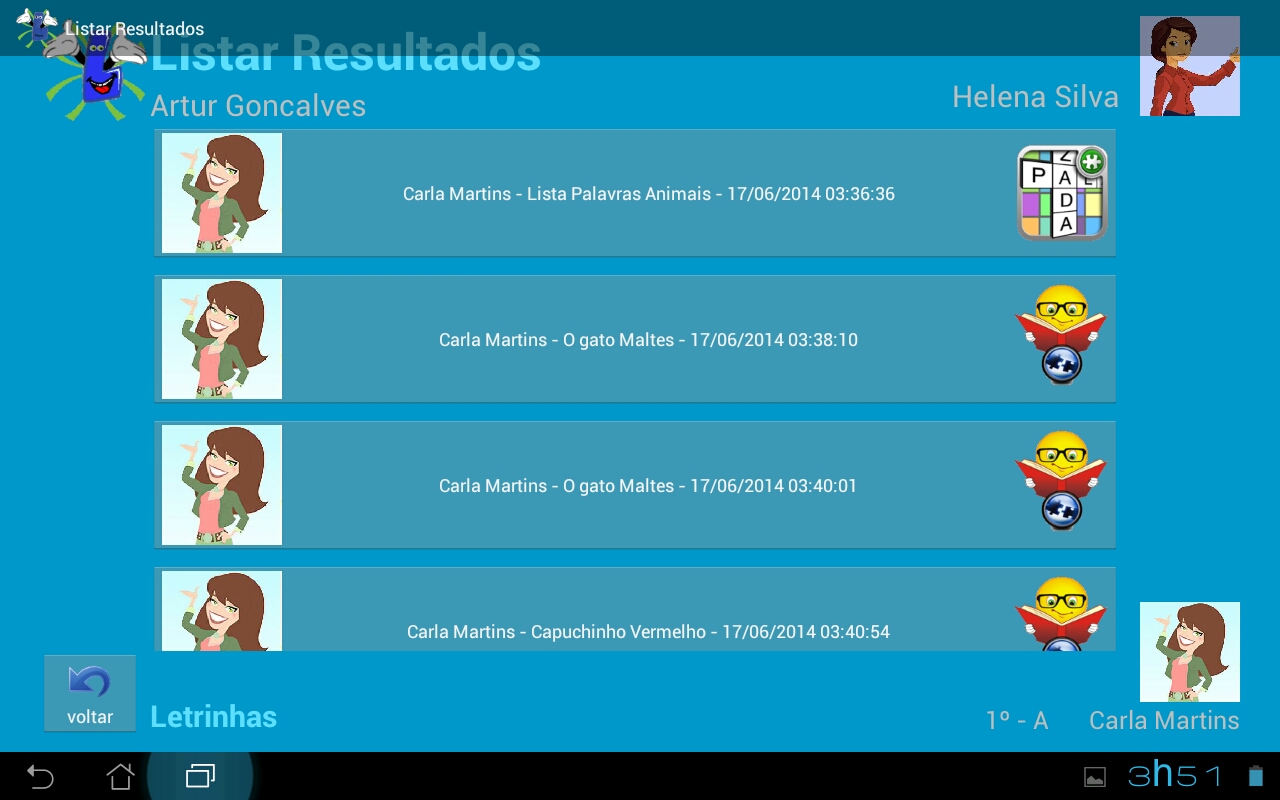 Listar Resultados
Listar Resultados
Artur Goncalves
Helena Silva
Carla Martins - Lista Palavras Animais - 17/06/2014 03:36:36
Z
P A L
D
A
Carla Martins - O gato Maltes - 17/06/2014 03:38:10
Carla Martins - O gato Maltes - 17/06/2014 03:40:01
Carla Martins - Capuchinho Vermelho - 17/06/2014 03:40:54
voltar
Letrinhas
1º - A
Carla Martins
3h51